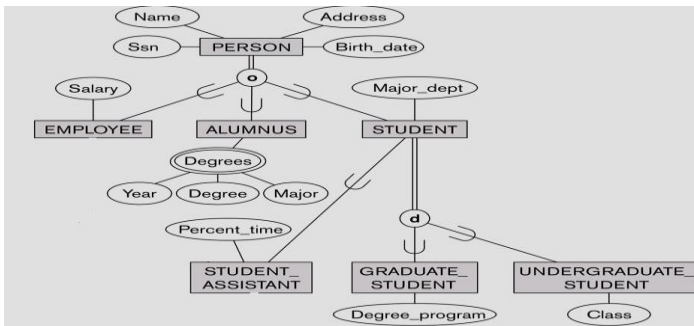 Name
Address
Ssn
PERSON
Birth_date
o
Salary
Major_dept
EMPLOYEE
ALUMNUS
STUDENT
Degrees
Year
Degree
Major
Percent_time
d
STUDENT_
ASSISTANT
GRADUATE_
STUDENT
UNDERGRADUATE_
STUDENT
Degree_program
Class